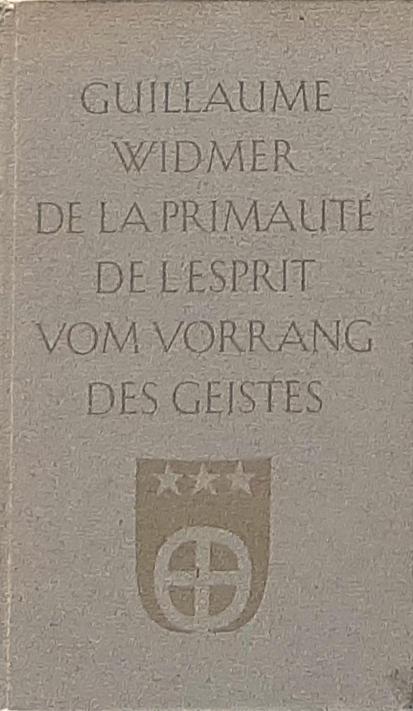 GUILLAUME
WIDMER
DE LA PRIMAUTÉ
DE L'ESPRIT
VOM VORRANG
DES GEISTES